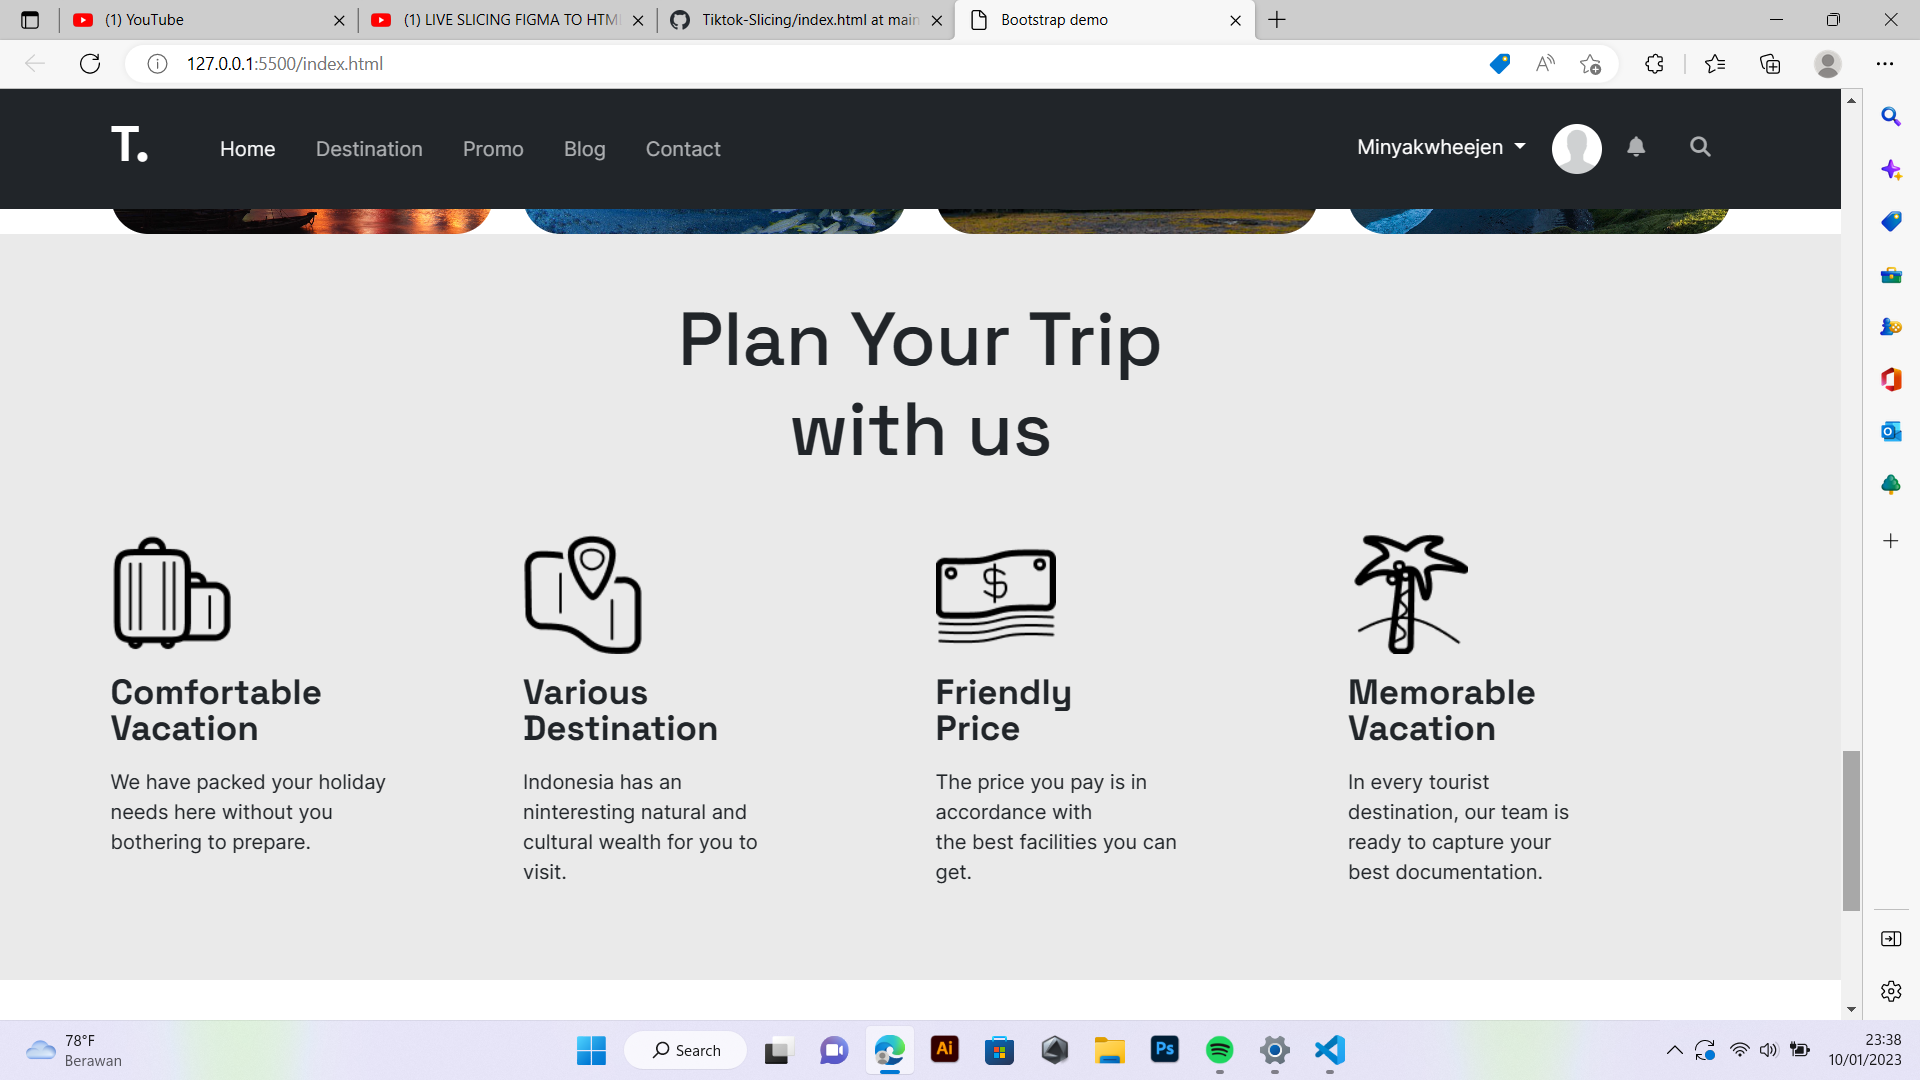 (1) YouTube
(1) LIVE SLICING FIGMA TO HTM
Tiktok-Slicing/index.html at main
Bootstrap demo
127.0.0.1:5500/index.html
T.
Home
Destination
Promo
Blog
Contact
Minyakwheejen
Plan Your Trip
with us
Comfortable
Vacation
We have packed your holiday
needs here without you
bothering to prepare.
Various
Destination
Indonesia has an
ninteresting natural and
cultural wealth for you to
visit.
$
Friendly
Price
The price you pay is in
accordance with
the best facilities you can
get.
Memorable
Vacation
In every tourist
destination, our team is
ready to capture your
best documentation.
78°F
Berawan
Search
Ai
Ps
23:38
10/01/2023